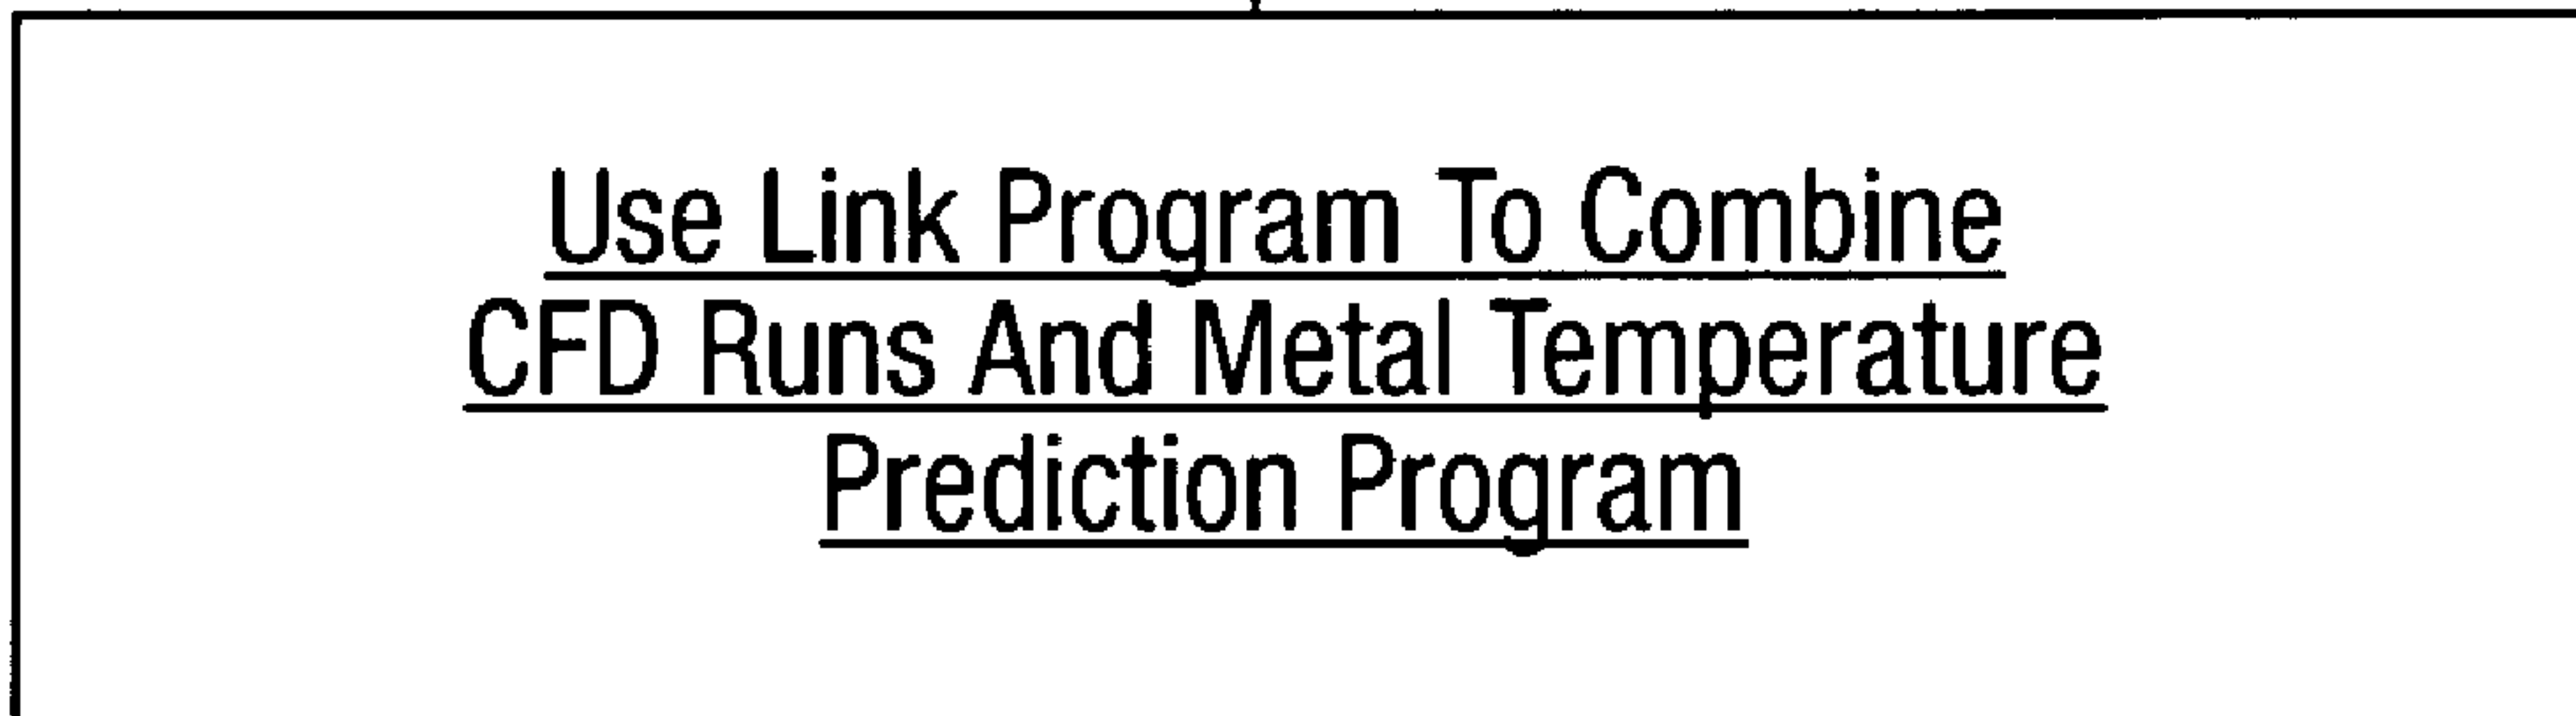 Use Link Program To Combine
CFD Runs And Metal Temperature
Prediction Program